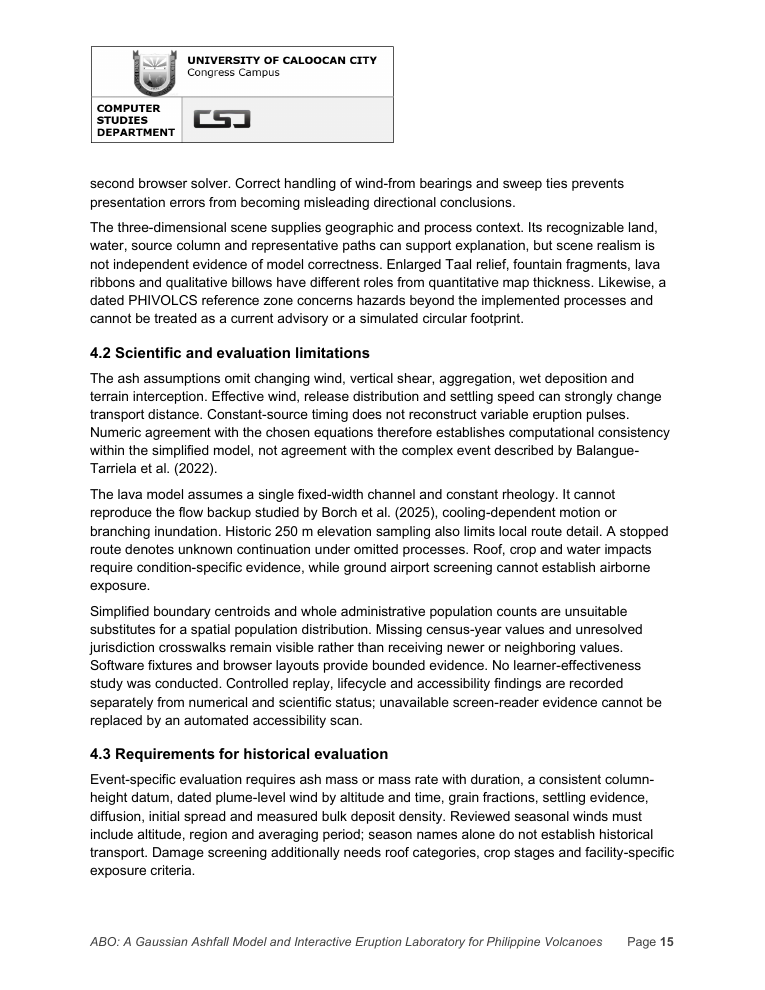 UNIVERSITY OF CALOOCAN CITY
Congress Campus
COMPUTER
STUDIES
DEPARTMENT
CSD
second browser solver. Correct handling of wind-from bearings and sweep ties prevents
presentation errors from becoming misleading directional conclusions.
The three-dimensional scene supplies geographic and process context. Its recognizable land,
water, source column and representative paths can support explanation, but scene realism is
not independent evidence of model correctness. Enlarged Taal relief, fountain fragments, lava
ribbons and qualitative billows have different roles from quantitative map thickness. Likewise, a
dated PHIVOLCS reference zone concerns hazards beyond the implemented processes and
cannot be treated as a current advisory or a simulated circular footprint.
4.2 Scientific and evaluation limitations
The ash assumptions omit changing wind, vertical shear, aggregation, wet deposition and
terrain interception. Effective wind, release distribution and settling speed can strongly change
transport distance. Constant-source timing does not reconstruct variable eruption pulses.
Numeric agreement with the chosen equations therefore establishes computational consistency
within the simplified model, not agreement with the complex event described by Balangue-
Tarriela et al. (2022).
The lava model assumes a single fixed-width channel and constant rheology. It cannot
reproduce the flow backup studied by Borch et al. (2025), cooling-dependent motion or
branching inundation. Historic 250 m elevation sampling also limits local route detail. A stopped
route denotes unknown continuation under omitted processes. Roof, crop and water impacts
require condition-specific evidence, while ground airport screening cannot establish airborne
exposure.
Simplified boundary centroids and whole administrative population counts are unsuitable
substitutes for a spatial population distribution. Missing census-year values and unresolved
jurisdiction crosswalks remain visible rather than receiving newer or neighboring values.
Software fixtures and browser layouts provide bounded evidence. No learner-effectiveness
study was conducted. Controlled replay, lifecycle and accessibility findings are recorded
separately from numerical and scientific status; unavailable screen-reader evidence cannot be
replaced by an automated accessibility scan.
4.3 Requirements for historical evaluation
Event-specific evaluation requires ash mass or mass rate with duration, a consistent column-
height datum, dated plume-level wind by altitude and time, grain fractions, settling evidence,
diffusion, initial spread and measured bulk deposit density. Reviewed seasonal winds must
include altitude, region and averaging period; season names alone do not establish historical
transport. Damage screening additionally needs roof categories, crop stages and facility-specific
exposure criteria.
ABO: A Gaussian Ashfall Model and Interactive Eruption Laboratory for Philippine Volcanoes Page 15